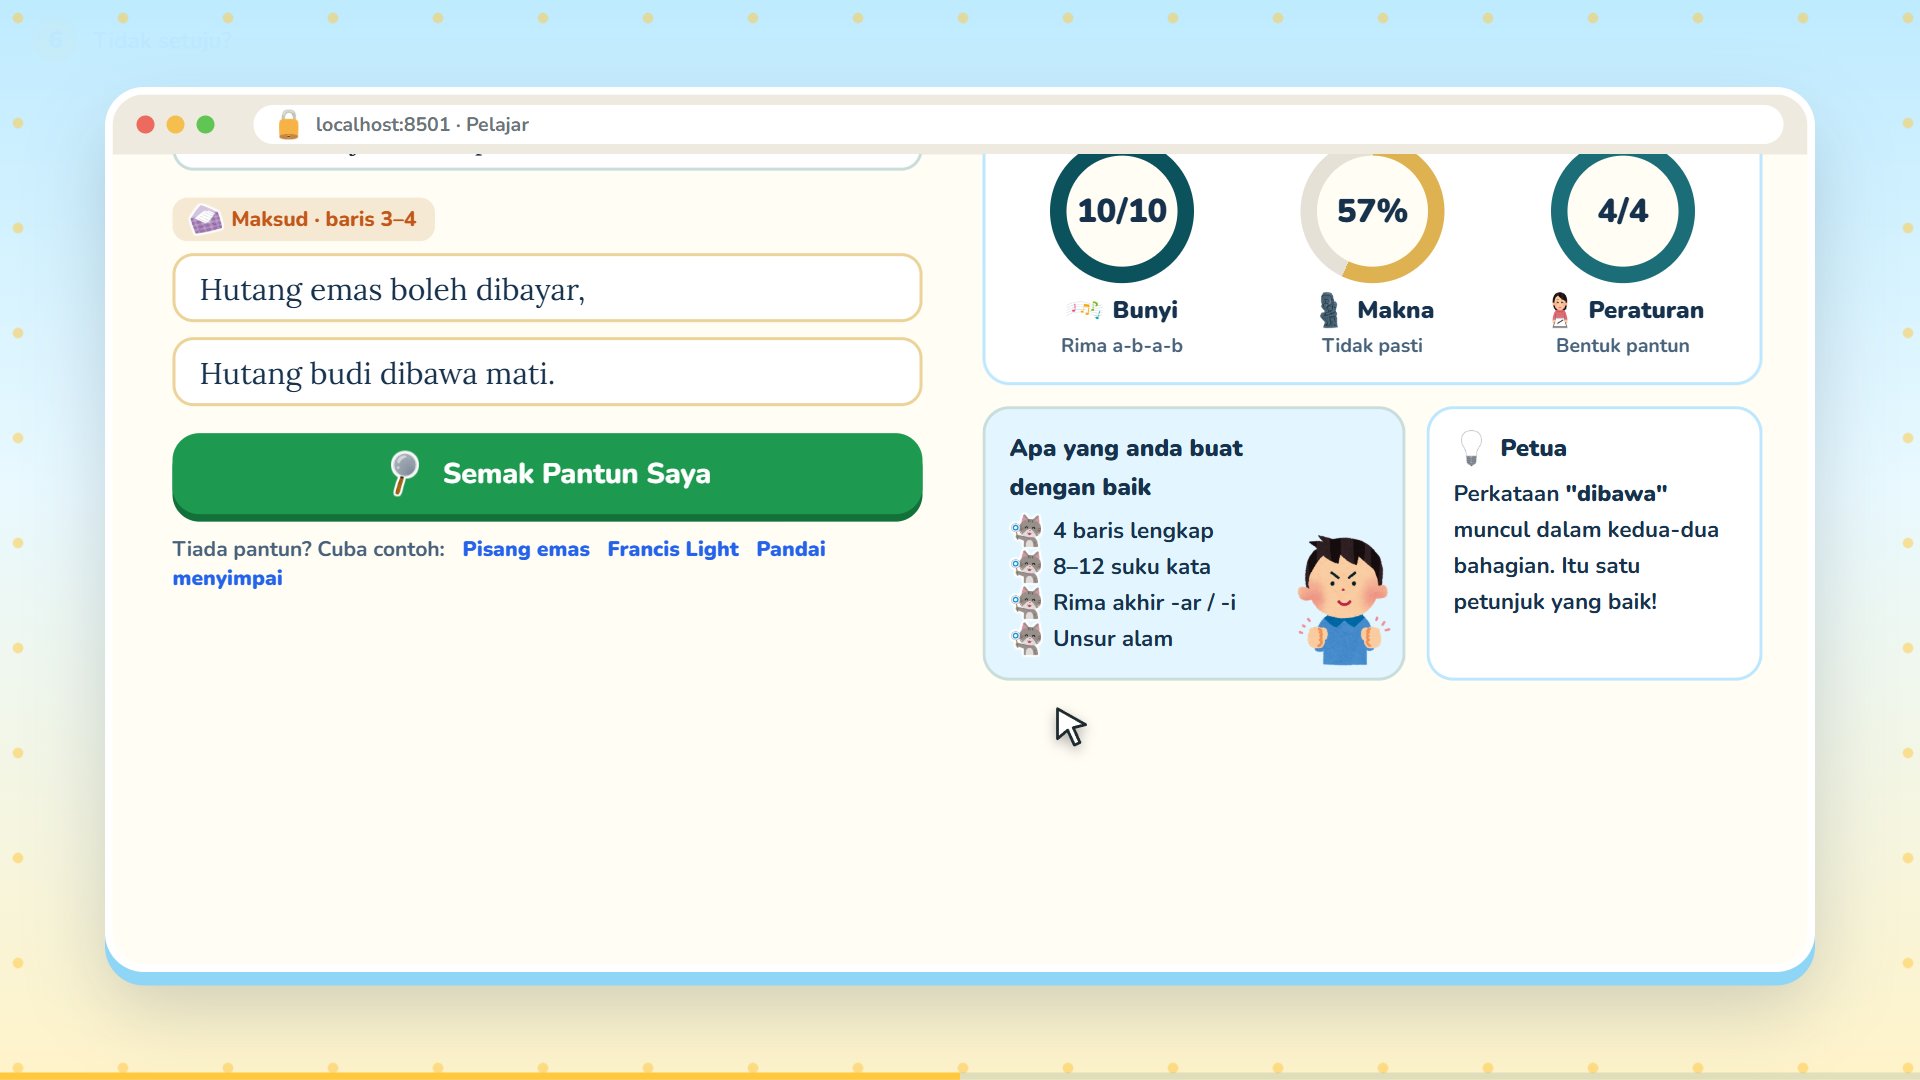 6 Tidak setuju?
localhost:8501 · Pelajar
Maksud · baris 3–4
Hutang emas boleh dibayar,
Hutang budi dibawa mati.
Semak Pantun Saya
Tiada pantun? Cuba contoh: Pisang emas Francis Light Pandai
menyimpai
10/10
Bunyi
Rima a-b-a-b
57%
Makna
Tidak pasti
4/4
Peraturan
Bentuk pantun
Apa yang anda buat
dengan baik
4 baris lengkap
8–12 suku kata
Rima akhir -ar / -i
Unsur alam
Petua
Perkataan "dibawa"
muncul dalam kedua-dua
bahagian. Itu satu
petunjuk yang baik!